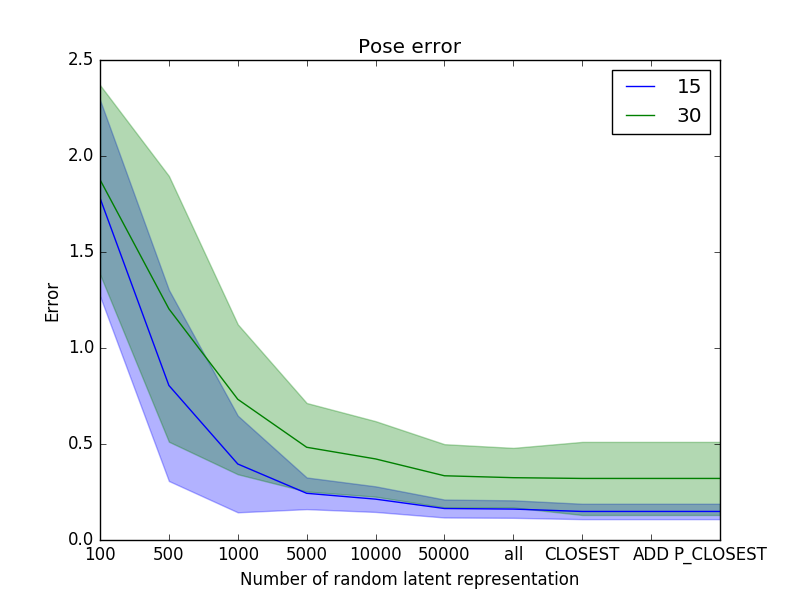 Pose error
2.5
2.0
1.5
1.0
0.5
0.0
Error
15
30
100 500 1000 5000 10000 50000 all CLOSEST ADD P_CLOSEST
Number of random latent representation